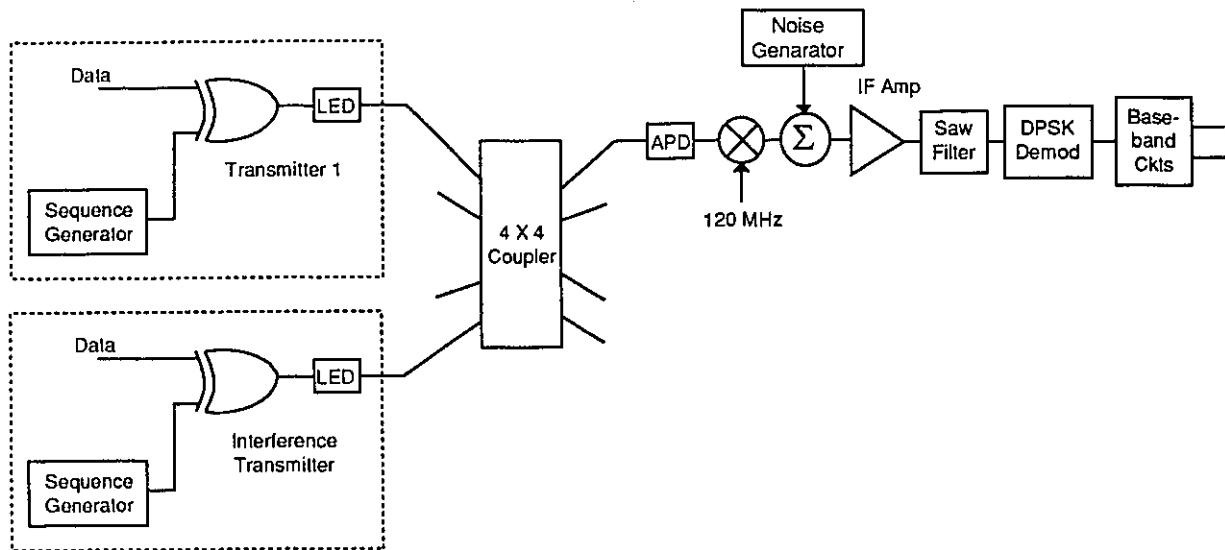 Data
LED
Transmitter 1
Sequence
Generator
Data
LED
Interference
Transmitter
Sequence
Generator
4 X 4
Coupler
APD
120 MHz
Noise
Genarator
Σ
IF Amp
Saw
Filter
DPSK
Demod
Base-
band
Ckts